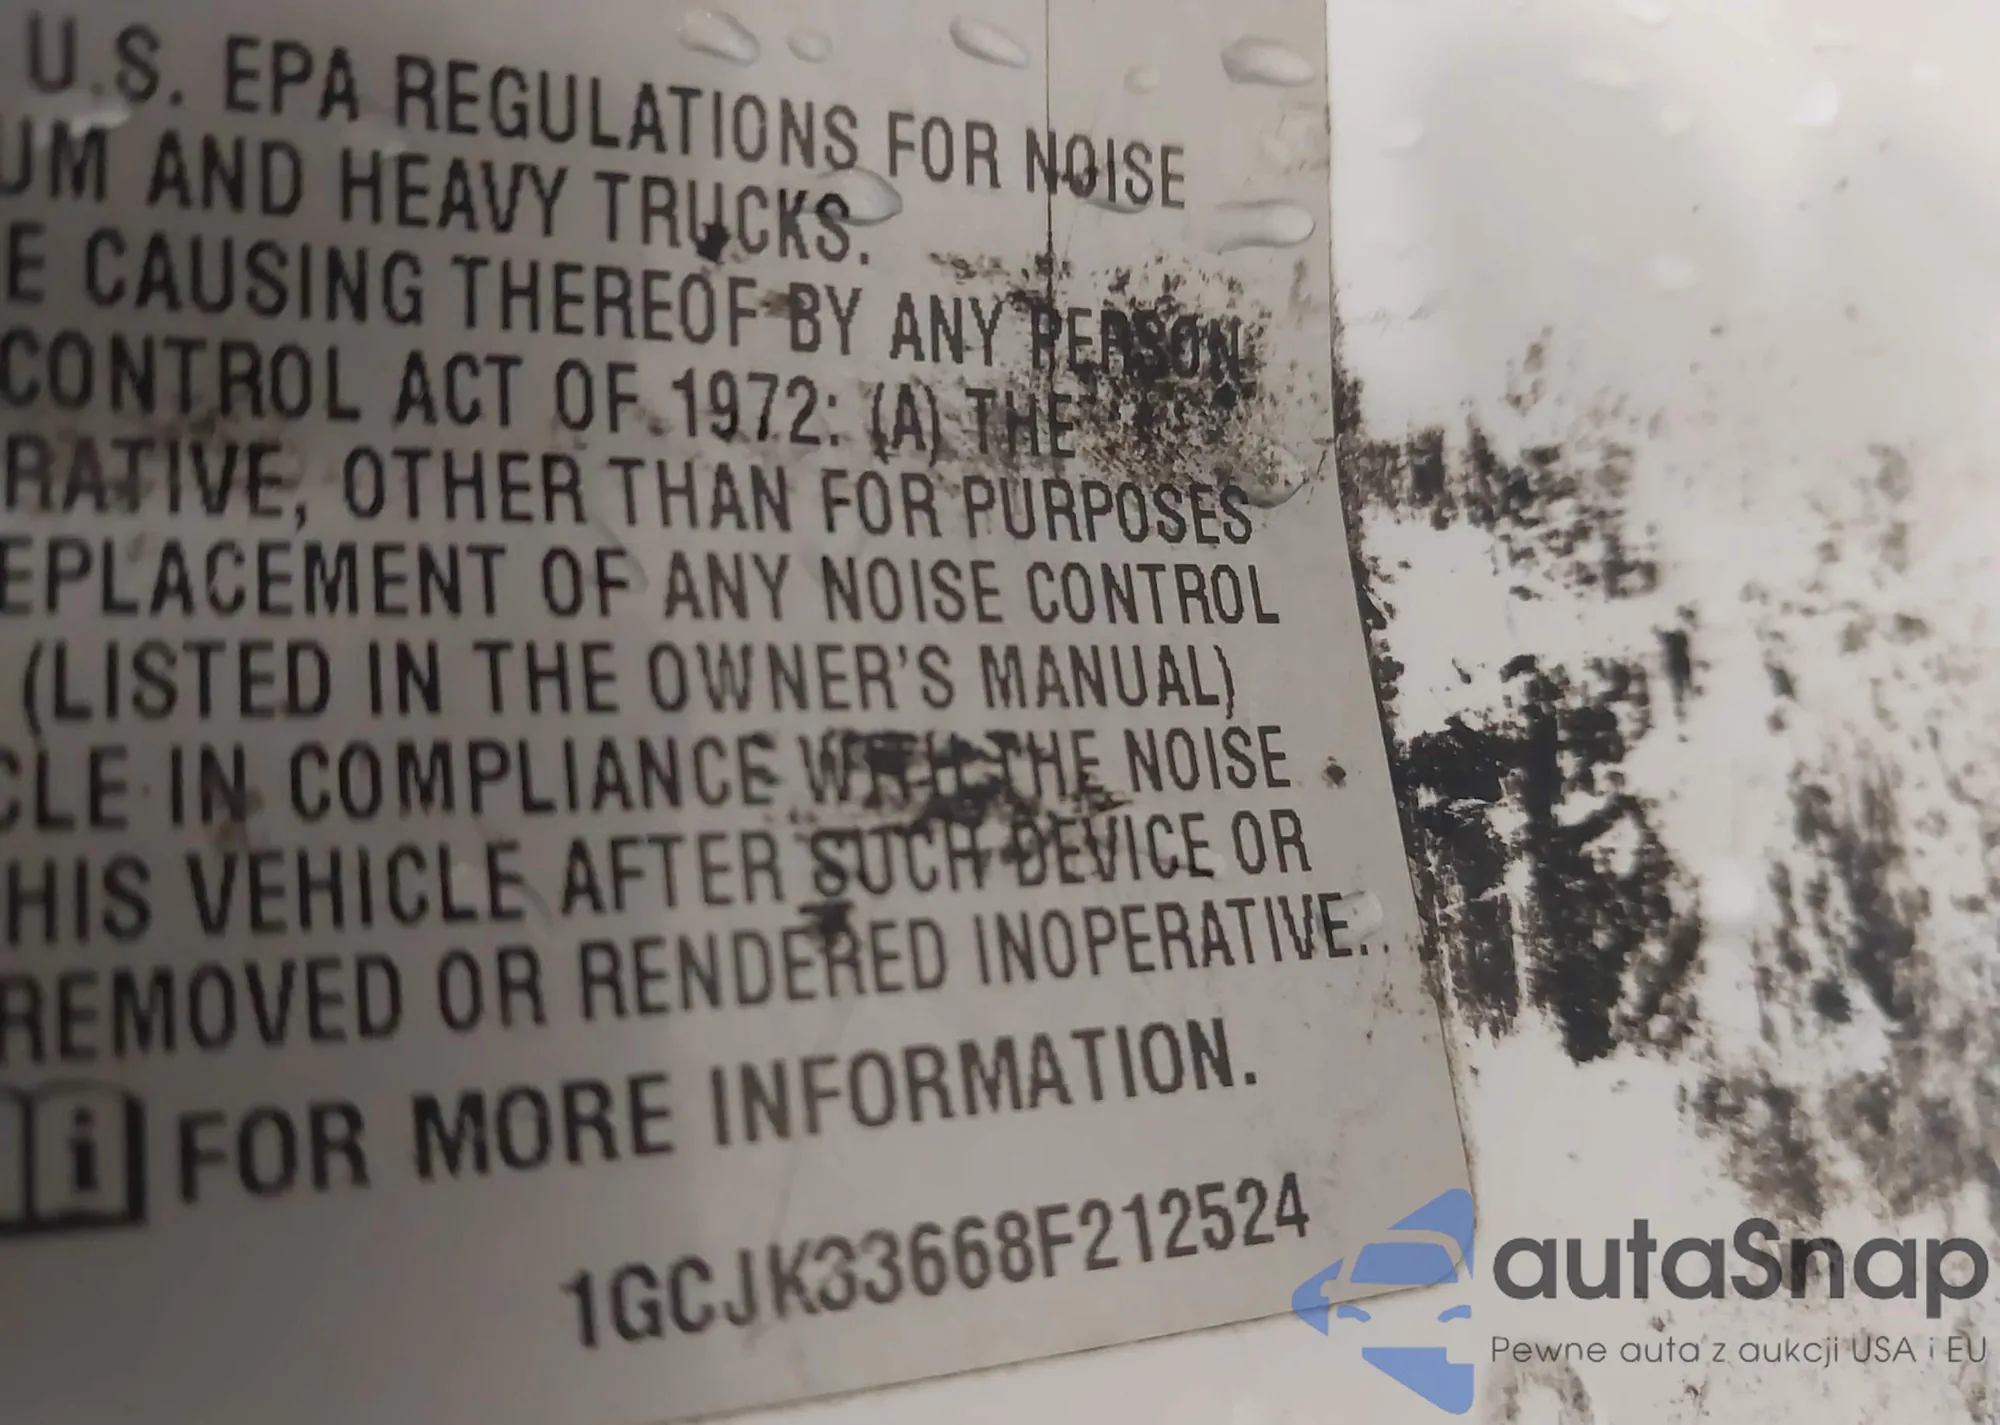 U.S. EPA REGULATIONS FOR NOISE
UM AND HEAVY TRUCKS.
E CAUSING THEREOF BY ANY PERSON
CONTROL ACT OF 1972: (A) THE
RATIVE, OTHER THAN FOR PURPOSES
EPLACEMENT OF ANY NOISE CONTROL
(LISTED IN THE OWNER'S MANUAL)
CLE IN COMPLIANCE WITH THE NOISE
HIS VEHICLE AFTER SUCH DEVICE OR
REMOVED OR RENDERED INOPERATIVE.
i FOR MORE INFORMATION.
1GCJK33668F212524
autaSnap
Pewne auta z aukcji USA i EU